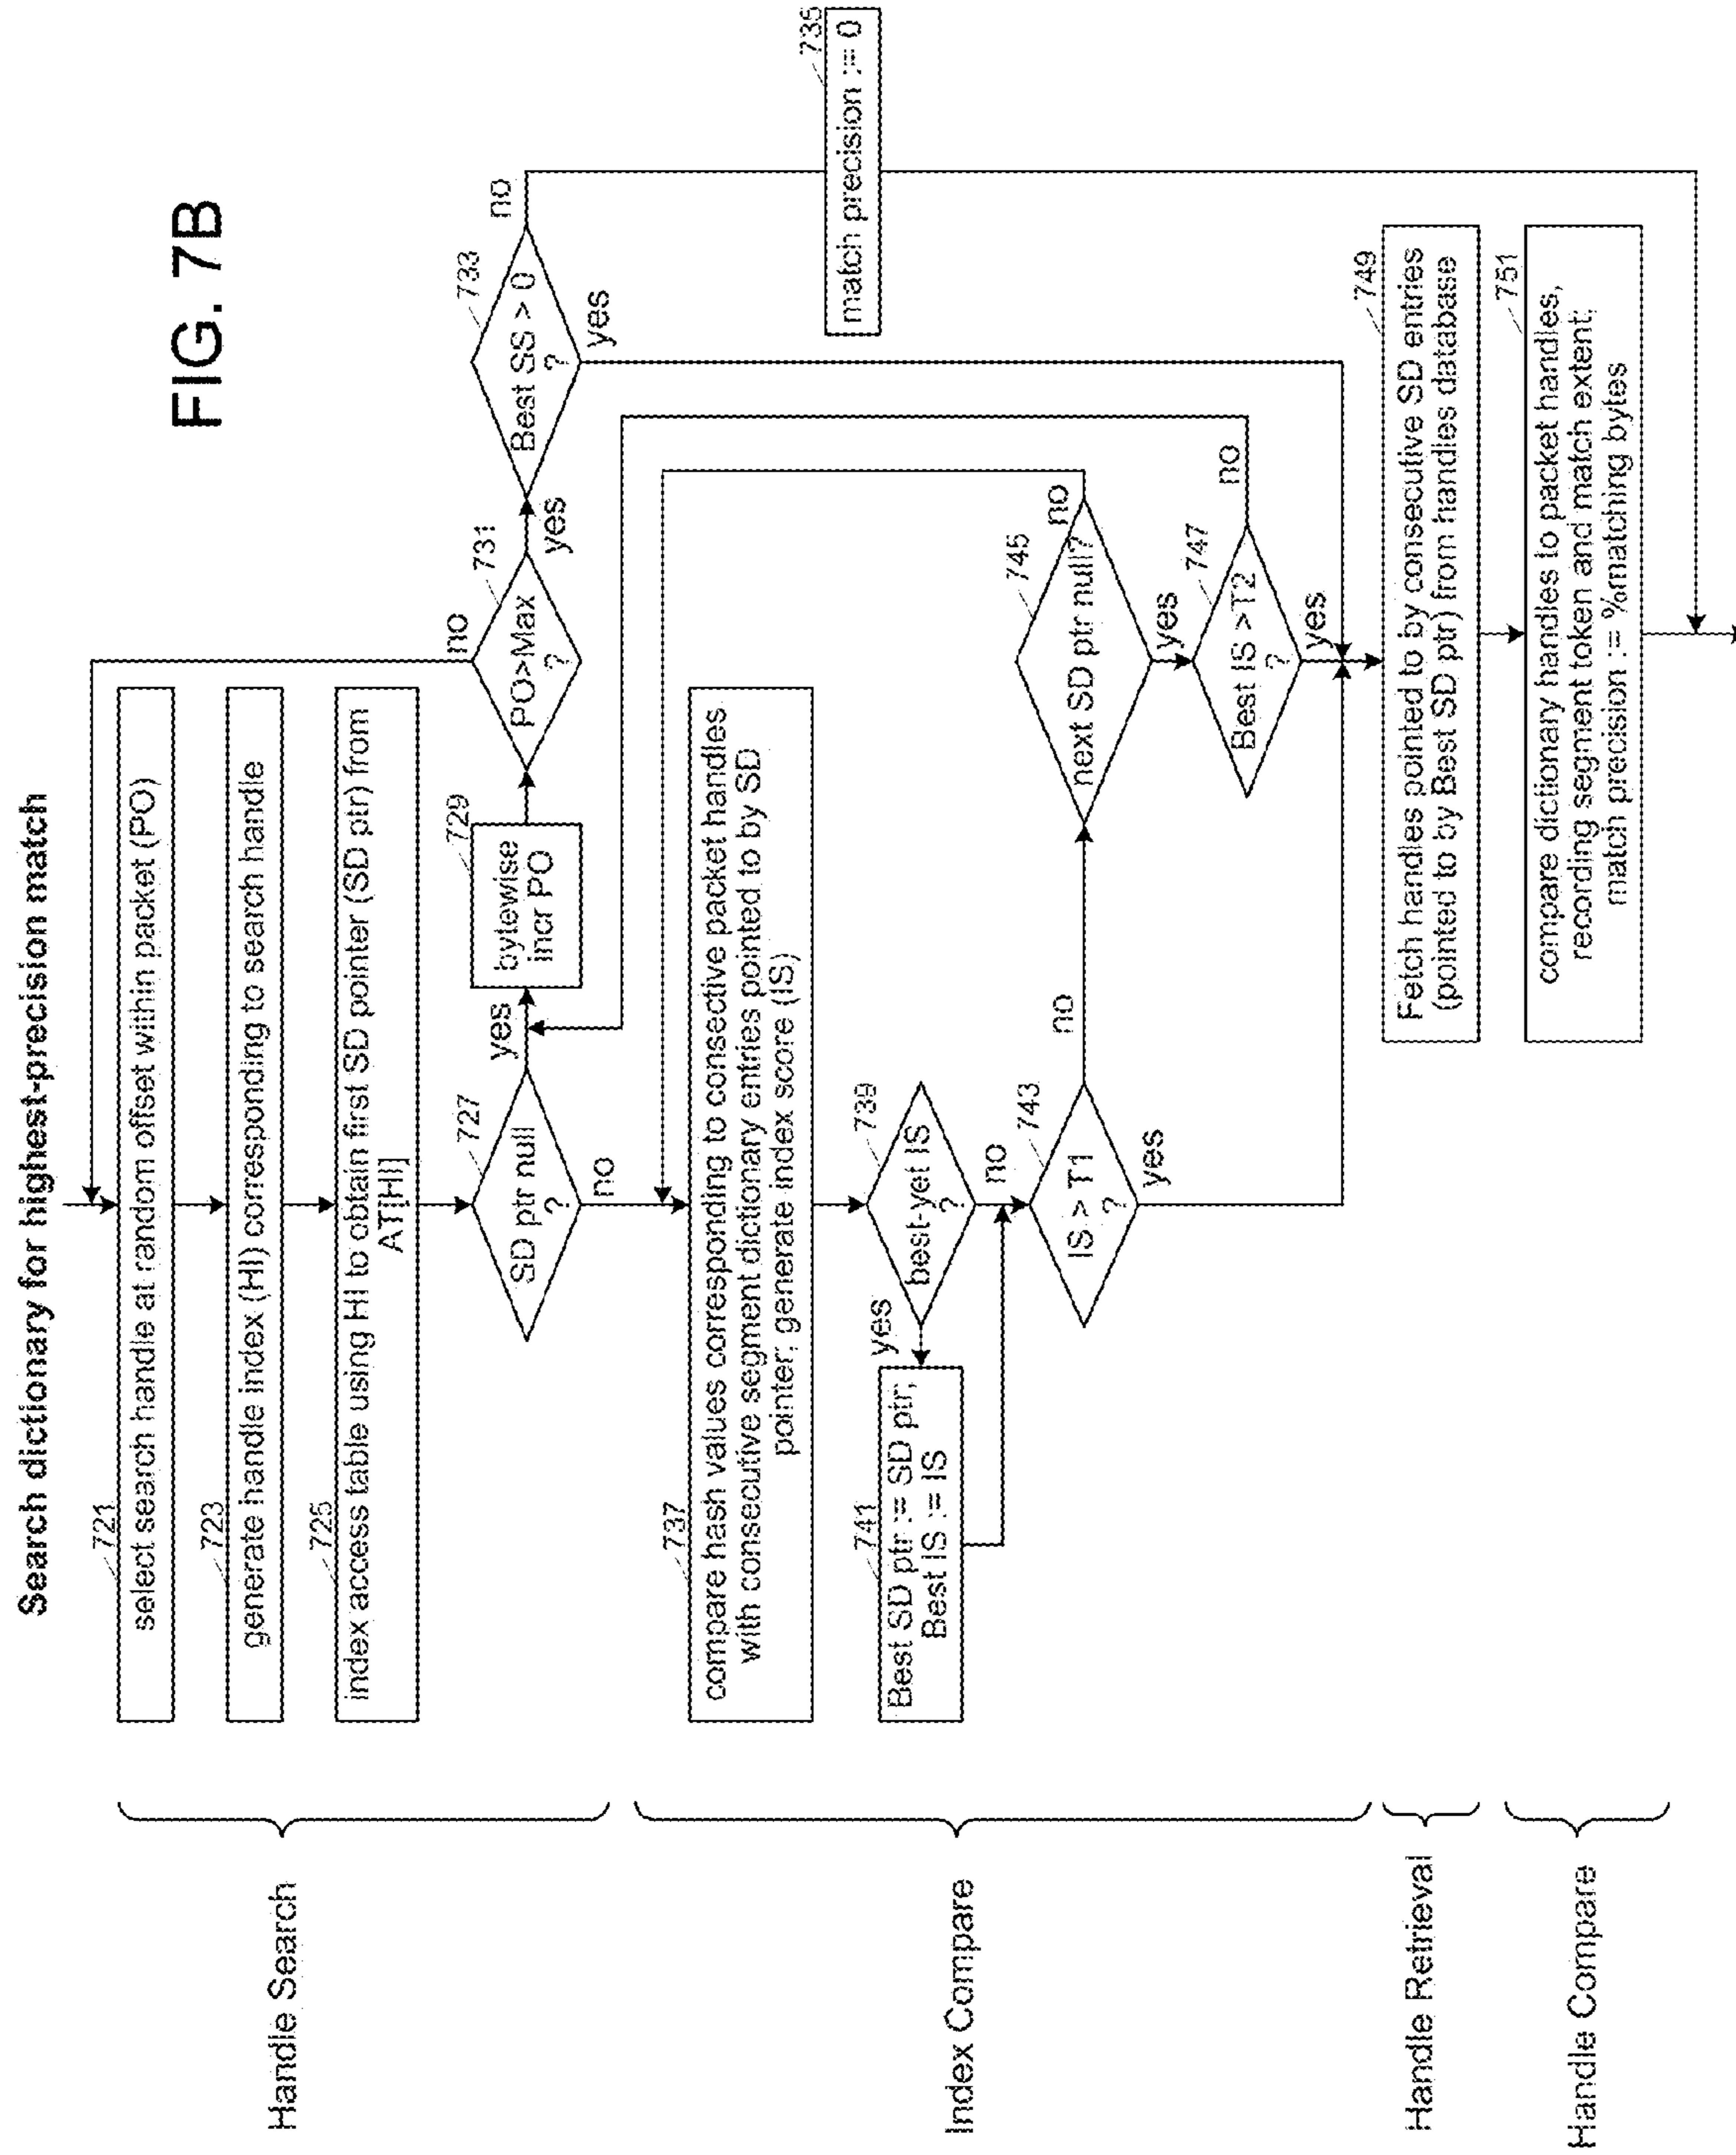 Search dictionary for highest-precision match
FIG. 7B
Handle Search
721
select search handle at random offset within packet (PO)
723
generate handle index (HI) corresponding to search handle
725
index access table using HI to obtain first SD pointer (SD ptr) from
AT[HI]
727
SD ptr null
?
yes
no
729
bytewise
incr PO
731
PO>Max
?
no
yes
733
Best SS > 0
?
no
yes
735
match precision := 0
Index Compare
737
compare hash values corresponding to consective packet handles
with consecutive segment dictionary entries pointed to by SD
pointer; generate index score (IS)
739
best-yet IS
?
yes
no
741
Best SD ptr := SD ptr;
Best IS := IS
743
IS > T1
?
no
yes
745
next SD ptr null?
no
yes
747
Best IS >T2
?
no
yes
Handle Retrieval
749
Fetch handles pointed to by consecutive SD entries
(pointed to by Best SD ptr) from handles database
Handle Compare
751
compare dictionary handles to packet handles,
recording segment token and match extent;
match precision := %matching bytes